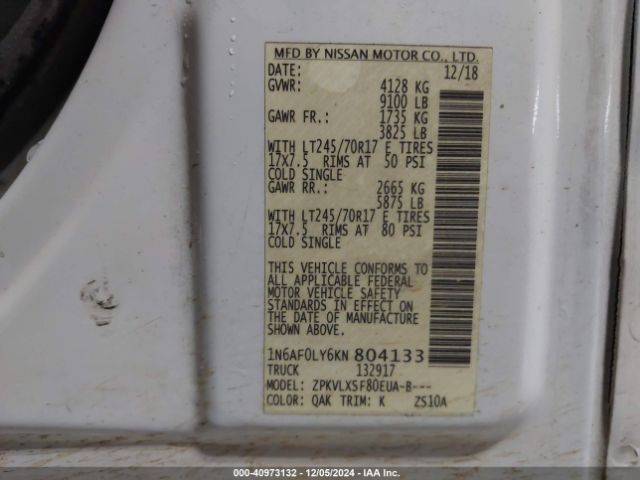 MFD BY NISSAN MOTOR CO., LTD.
DATE: 12/18
GVWR: 4128 KG
9100 LB
GAWR FR.: 1735 KG
3825 LB
WITH LT245/70R17 E TIRES
17X7.5 RIMS AT 50 PSI
COLD SINGLE
GAWR RR.: 2665 KG
5875 LB
WITH LT245/70R17 E TIRES
17X7.5 RIMS AT 80 PSI
COLD SINGLE
THIS VEHICLE CONFORMS TO
ALL APPLICABLE FEDERAL
MOTOR VEHICLE SAFETY
STANDARDS IN EFFECT ON
THE DATE OF MANUFACTURE
SHOWN ABOVE.
1N6AF0LY6KN 804133
TRUCK 132917
MODEL: ZPKVLXSF80EUA-B---
COLOR: QAK TRIM: K ZS10A
000-40973132 - 12/05/2024 - IAA Inc.